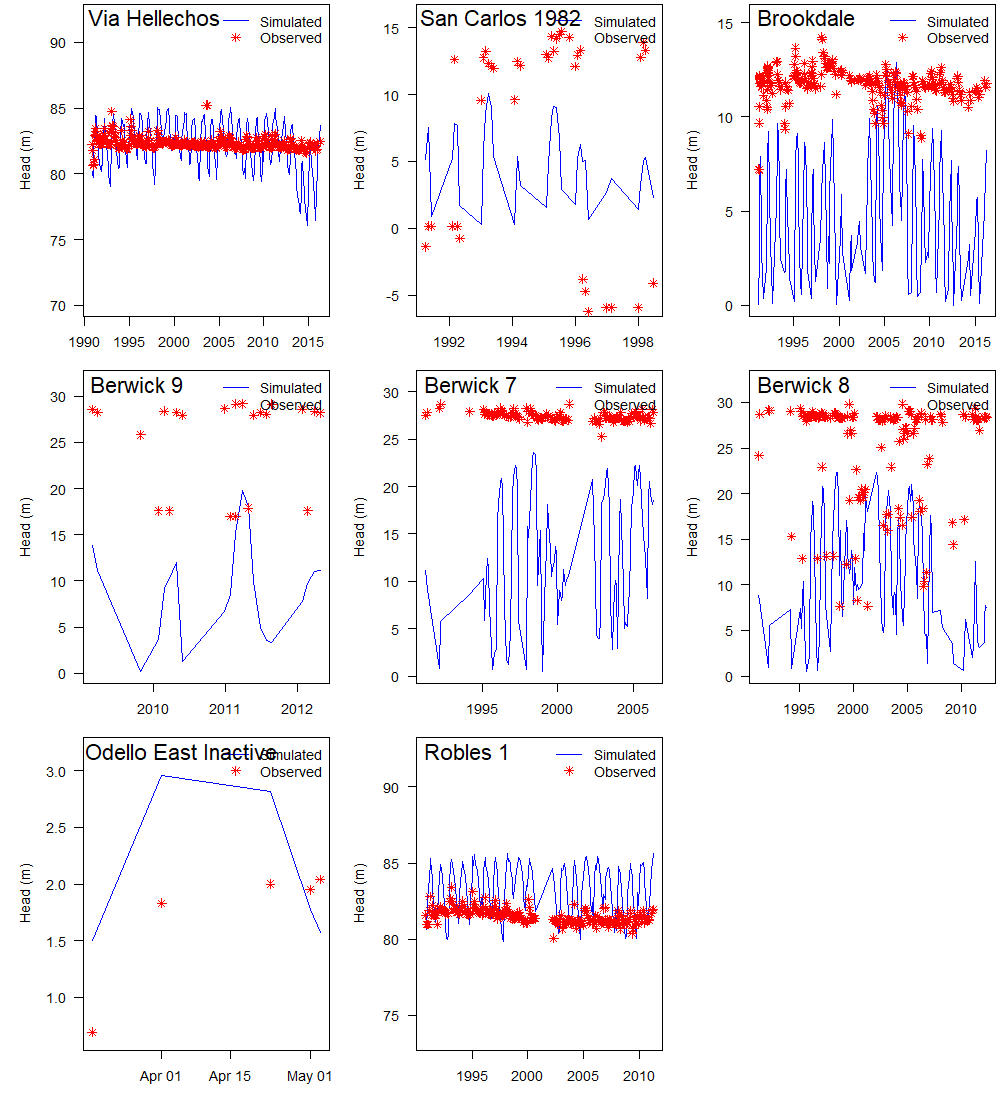 Via Hellechos
Simulated
Observed
Head (m)
90
85
80
75
70
1990 1995 2000 2005 2010 2015
San Carlos 1982
Simulated
Observed
Head (m)
15
10
5
0
-5
1992 1994 1996 1998
Brookdale
Simulated
Observed
Head (m)
15
10
5
0
1995 2000 2005 2010 2015
Berwick 9
Simulated
Observed
Head (m)
30
25
20
15
10
5
0
2010 2011 2012
Berwick 7
Simulated
Observed
Head (m)
30
25
20
15
10
5
0
1995 2000 2005
Berwick 8
Simulated
Observed
Head (m)
30
25
20
15
10
5
0
1995 2000 2005 2010
Odello East Inactive
Simulated
Observed
Head (m)
3.0
2.5
2.0
1.5
1.0
Apr 01 Apr 15 May 01
Robles 1
Simulated
Observed
Head (m)
90
85
80
75
1995 2000 2005 2010